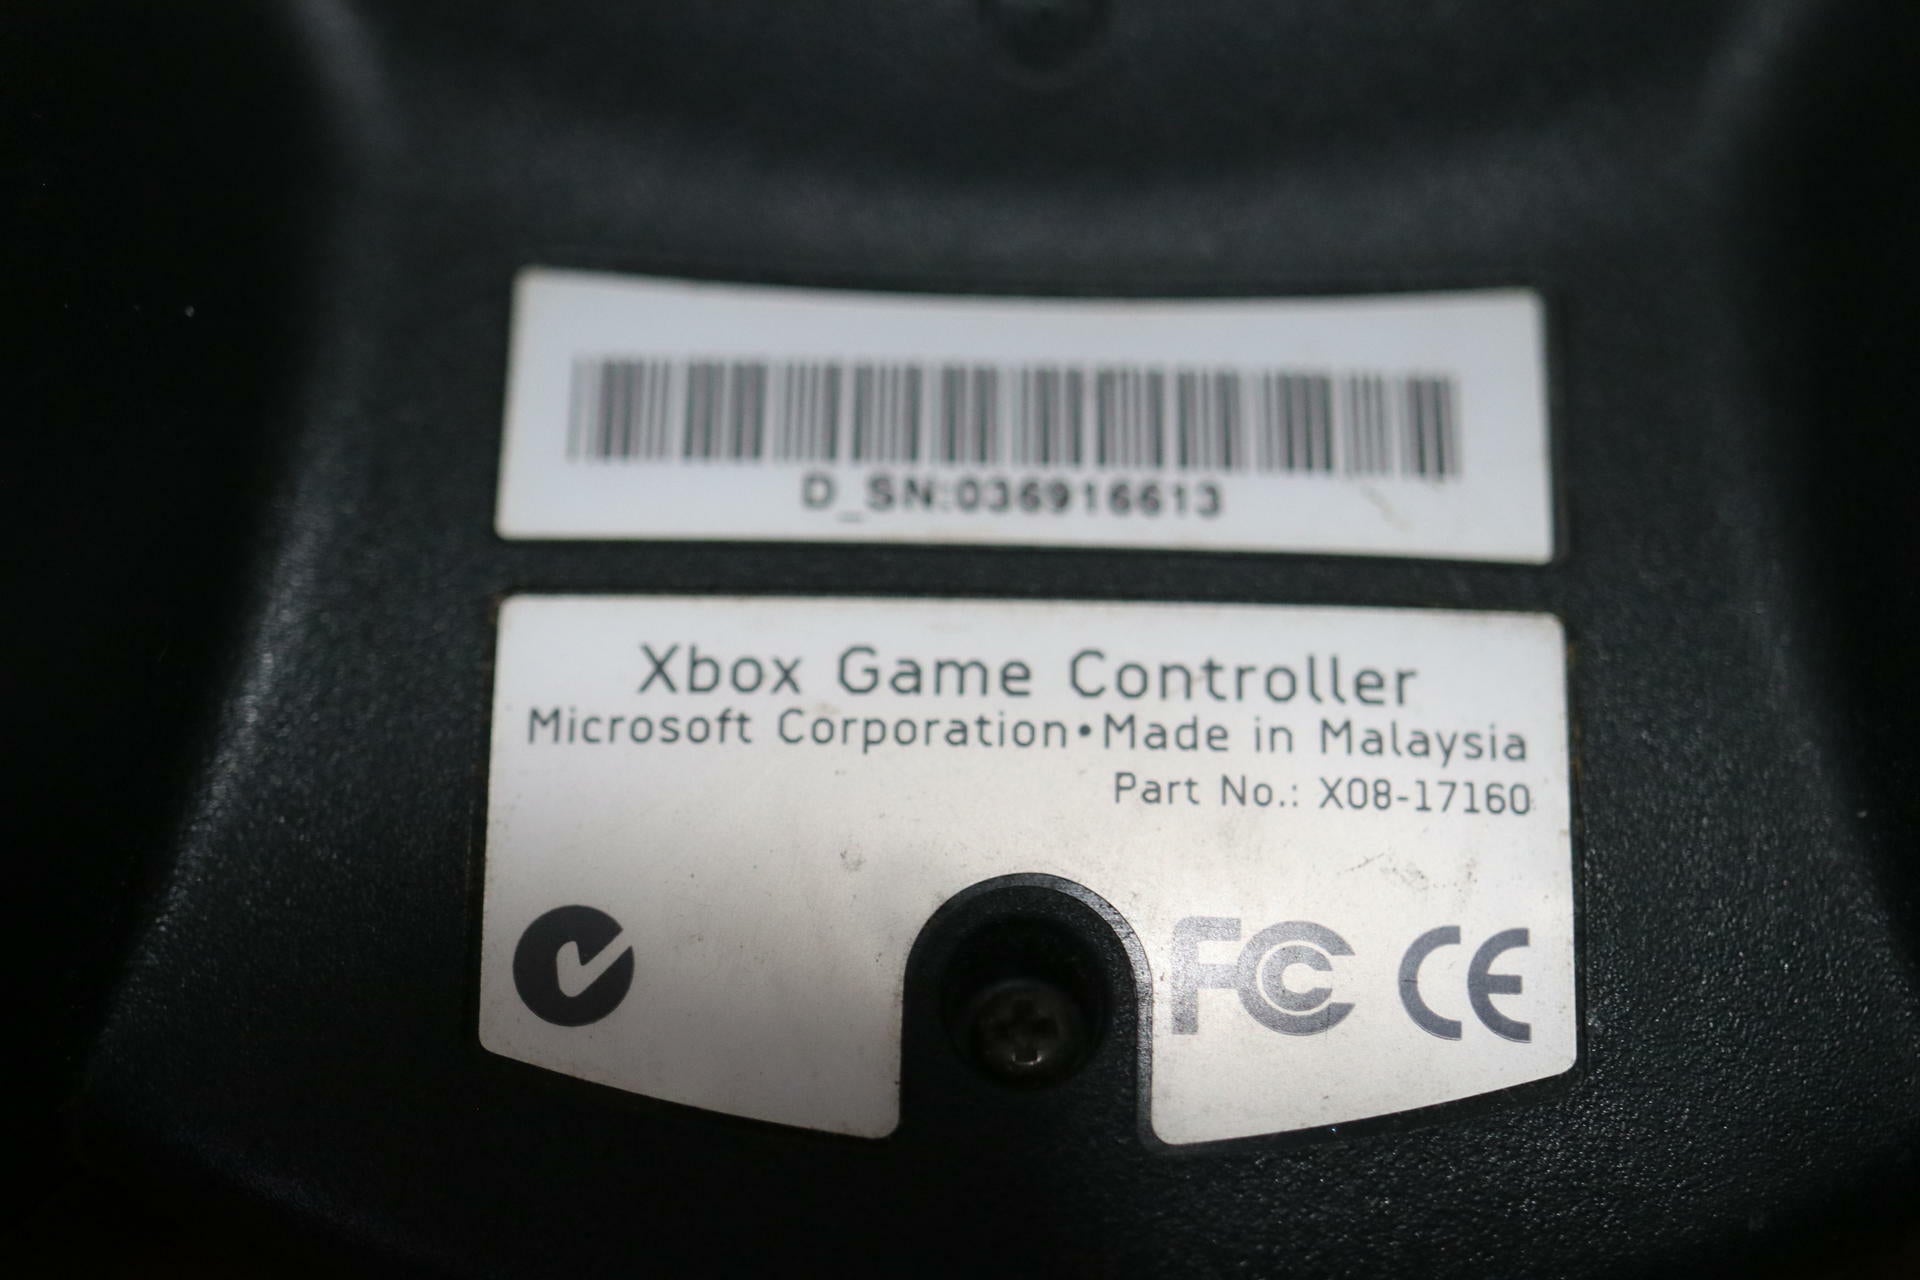 D_SN:036916613
Xbox Game Controller
Microsoft Corporation•Made in Malaysia
Part No.: X08-17160
FC CE